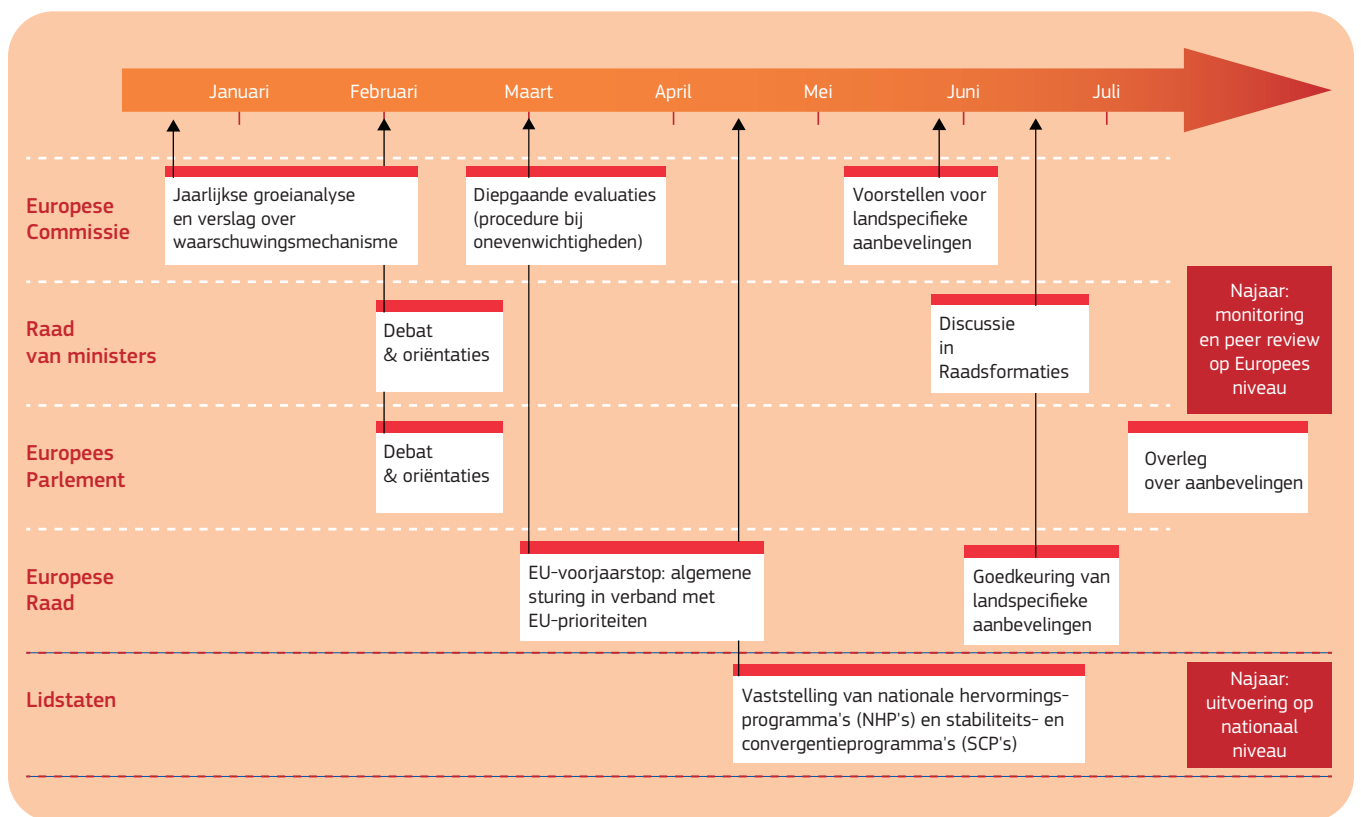 Januari
Februari
Maart
April
Mei
Juni
Juli
Europese
Commissie
Jaarlijkse groeianalyse
en verslag over
waarschuwingsmechanisme
Diepgaande evaluaties
(procedure bij
onevenwichtigheden)
Voorstellen voor
landspecifieke
aanbevelingen
Raad
van ministers
Debat
& oriëntaties
Discussie
in
Raadsformaties
Najaar:
monitoring
en peer review
op Europees
niveau
Europees
Parlement
Debat
& oriëntaties
Overleg
over aanbevelingen
Europese
Raad
EU-voorjaarstop: algemene
sturing in verband met
EU-prioriteiten
Goedkeuring van
landspecifieke
aanbevelingen
Lidstaten
Vaststelling van nationale hervormings-
programma's (NHP's) en stabiliteits- en
convergentieprogramma's (SCP's)
Najaar:
uitvoering op
nationaal
niveau